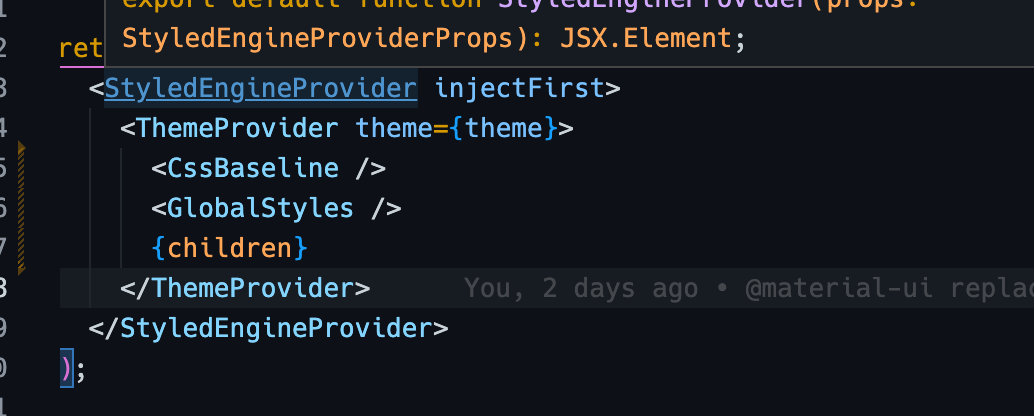 export default function StyledEngineProvider(props:
StyledEngineProviderProps): JSX.Element;
2 ret
3 <StyledEngineProvider injectFirst>
4 <ThemeProvider theme={theme}>
5 <CssBaseline />
6 <GlobalStyles />
7 {children}
8 </ThemeProvider> You, 2 days ago • @material-ui replac
9 </StyledEngineProvider>
0 );
1